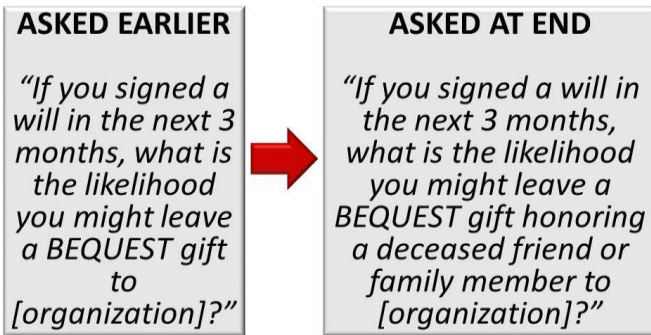 ASKED EARLIER
“If you signed a
will in the next 3
months, what is
the likelihood
you might leave
a BEQUEST gift
to
[organization]?”
ASKED AT END
“If you signed a will in
the next 3 months,
what is the likelihood
you might leave a
BEQUEST gift honoring
a deceased friend or
family member to
[organization]?”